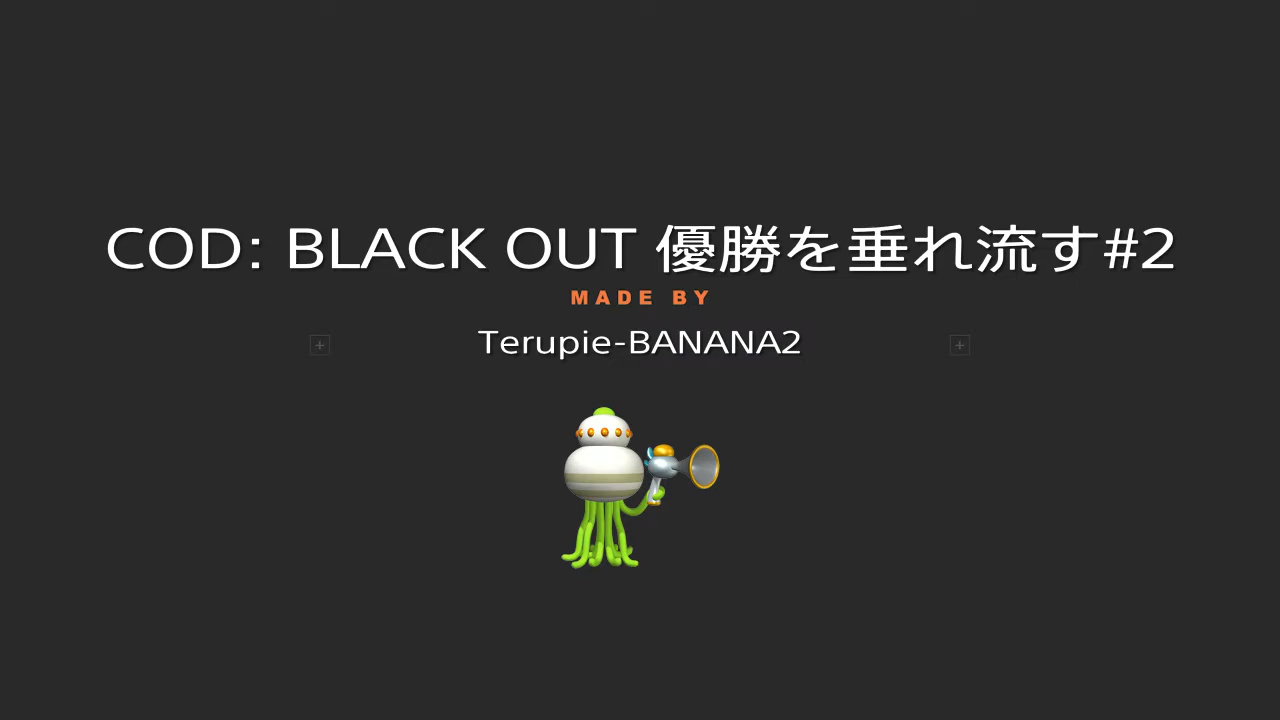 COD: BLACK OUT 優勝を垂れ流す#2
MADE BY
Terupie-BANANA2